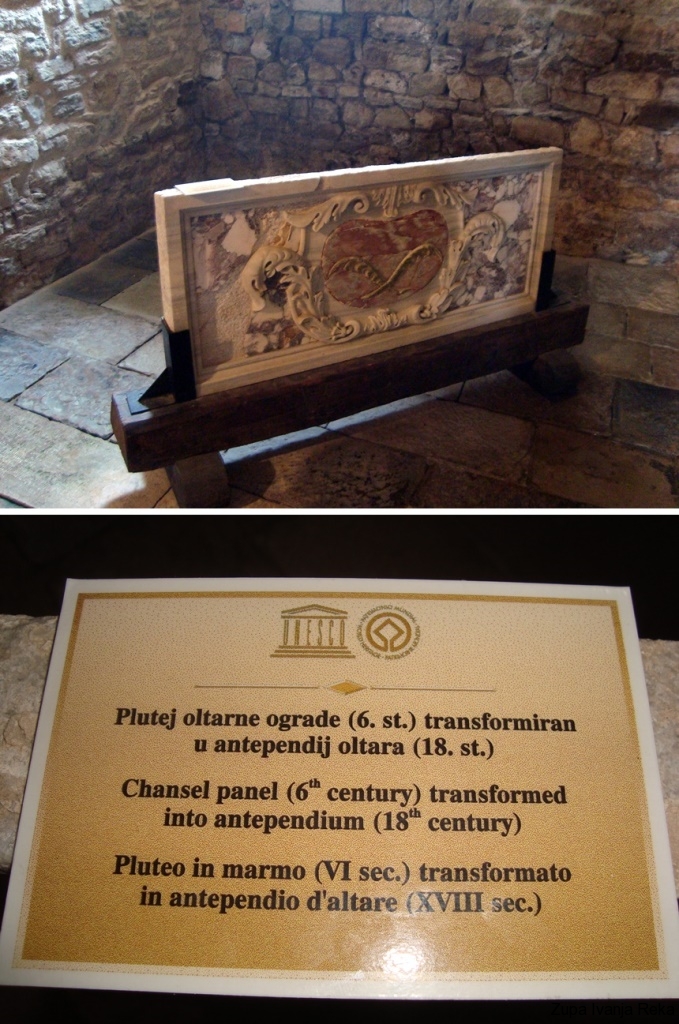 UNESCO
Plutej oltarne ograde (6. st.) transformiran
u antependij oltara (18. st.)
Chansel panel (6th century) transformed
into antependium (18th century)
Pluteo in marmo (VI sec.) transformato
in antependio d'altare (XVIII sec.)